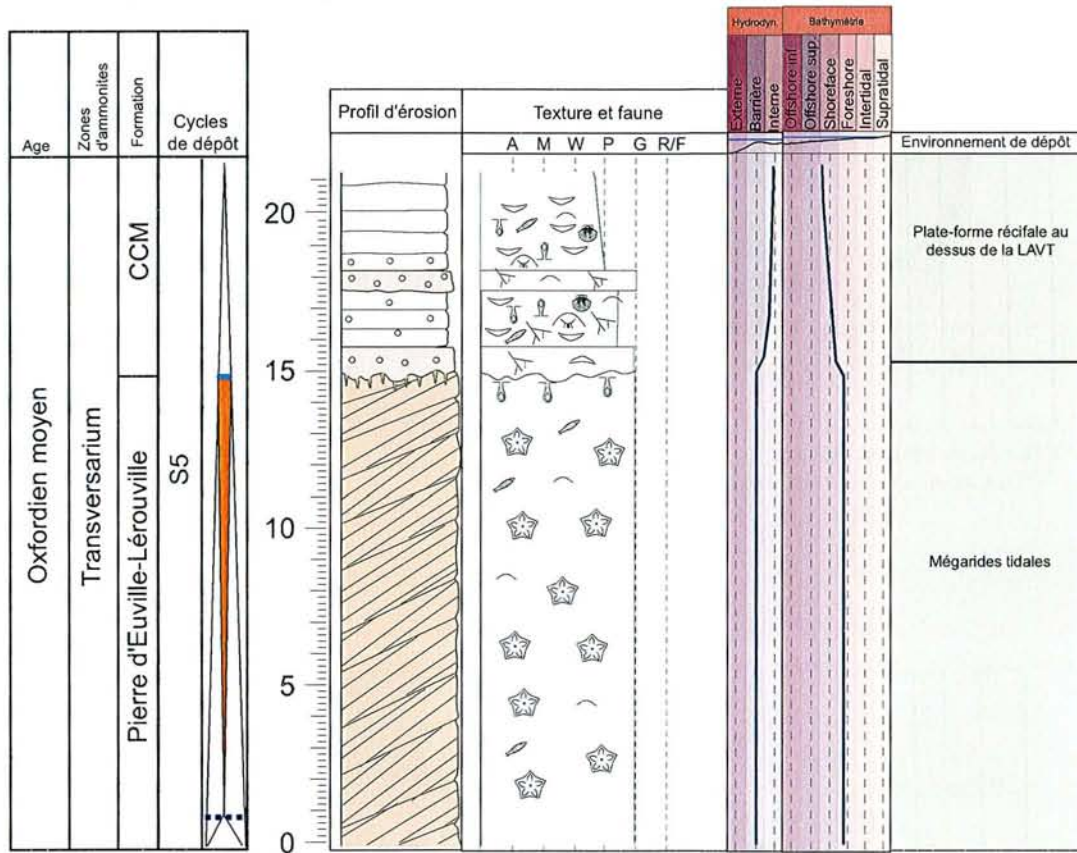 Hydrodyn.
Bathymétrie
Externe
Barrière
Interne
Offshore inf.
Offshore sup.
Shoreface
Foreshore
Intertidal
Supratidal
Age
Zones d'ammonites
Formation
Cycles
de dépôt
Profil d'érosion
Texture et faune
A M W P G R/F
Environnement de dépôt
Oxfordien moyen
Transversarium
CCM
Pierre d'Euville-Lérouville
S5
20
15
10
5
0
Plate-forme récifale au
dessus de la LAVT
Mégarides tidales